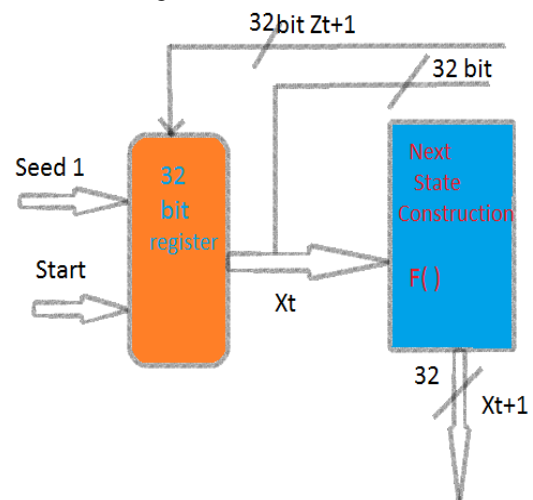 32bit Zt+1
32 bit
Seed 1
Start
32
bit
register
Xt
Next
State
Construction
F( )
32
Xt+1